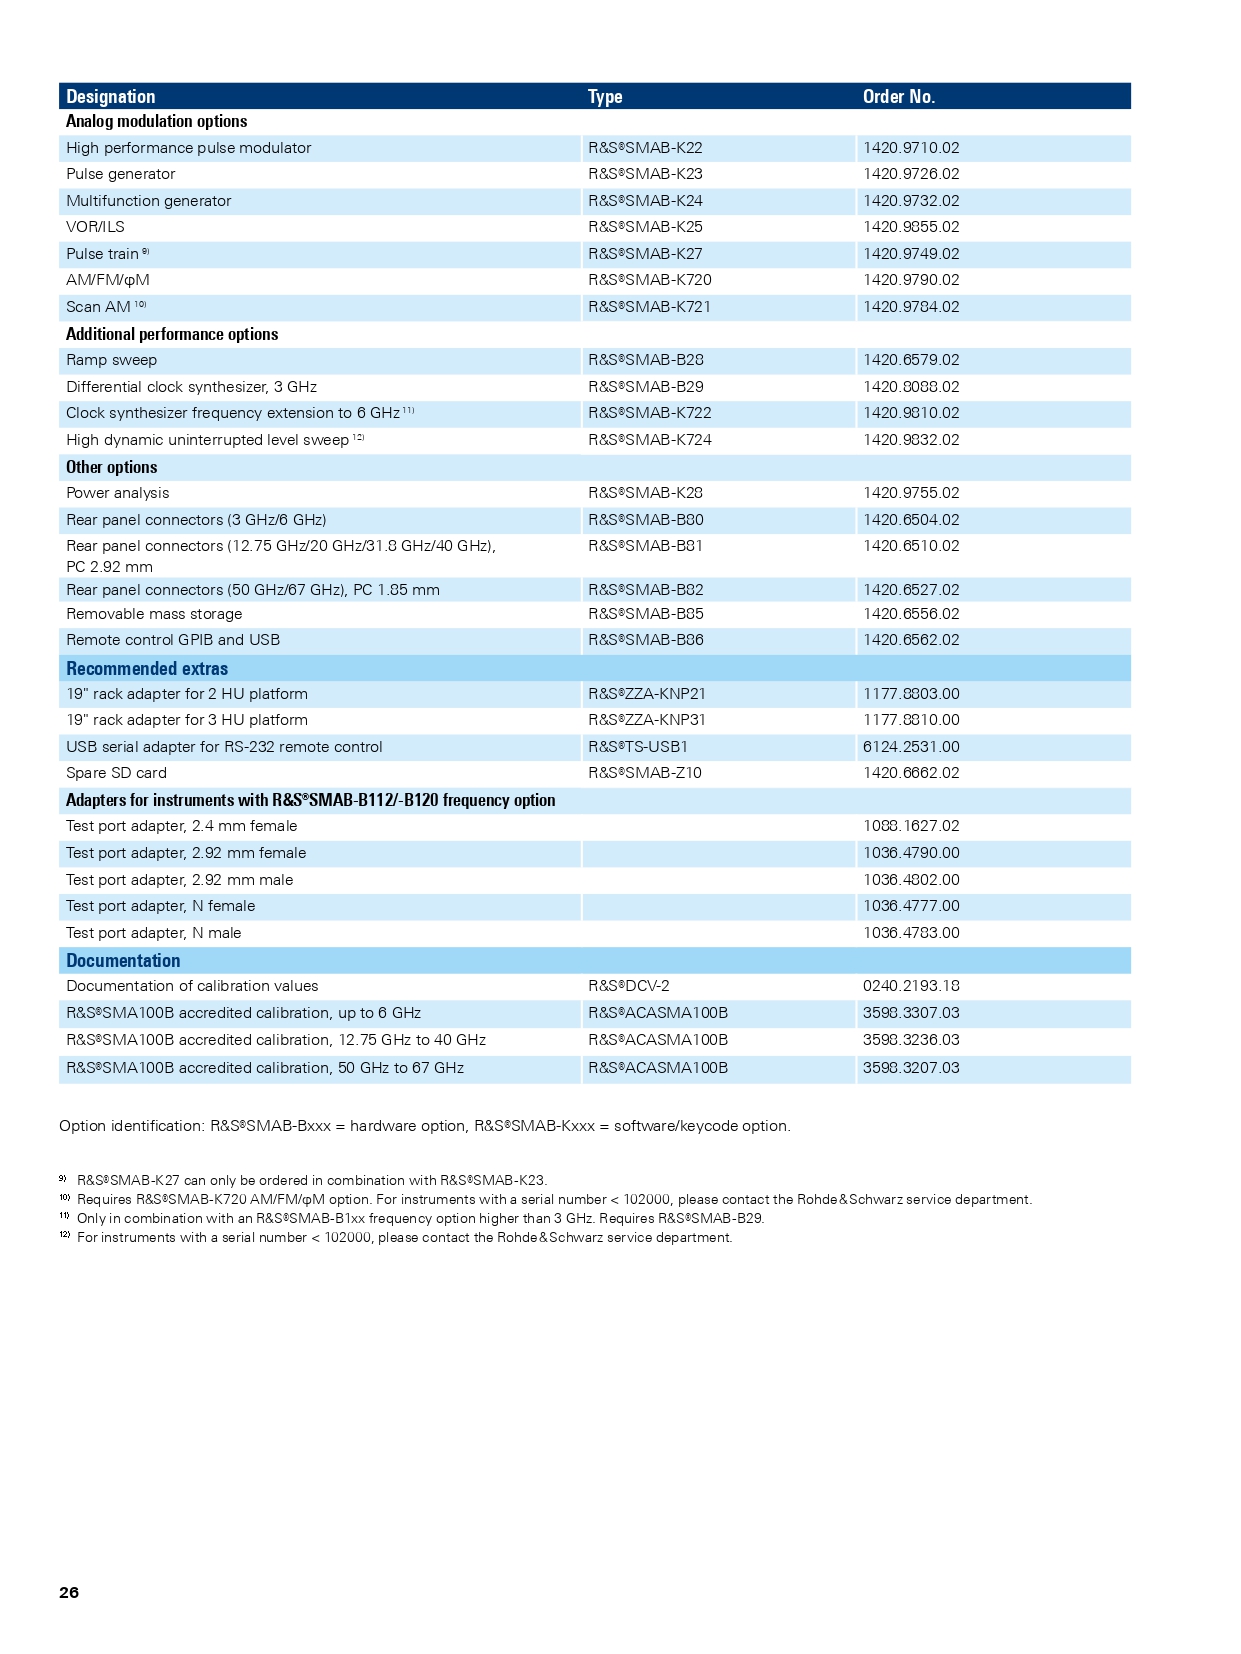 Designation Type Order No.
Analog modulation options
High performance pulse modulator R&S®SMAB-K22 1420.9710.02
Pulse generator R&S®SMAB-K23 1420.9726.02
Multifunction generator R&S®SMAB-K24 1420.9732.02
VOR/ILS R&S®SMAB-K25 1420.9855.02
Pulse train 9) R&S®SMAB-K27 1420.9749.02
AM/FM/φM R&S®SMAB-K720 1420.9790.02
Scan AM 10) R&S®SMAB-K721 1420.9784.02
Additional performance options
Ramp sweep R&S®SMAB-B28 1420.6579.02
Differential clock synthesizer, 3 GHz R&S®SMAB-B29 1420.8088.02
Clock synthesizer frequency extension to 6 GHz 11) R&S®SMAB-K722 1420.9810.02
High dynamic uninterrupted level sweep 12) R&S®SMAB-K724 1420.9832.02
Other options
Power analysis R&S®SMAB-K28 1420.9755.02
Rear panel connectors (3 GHz/6 GHz) R&S®SMAB-B80 1420.6504.02
Rear panel connectors (12.75 GHz/20 GHz/31.8 GHz/40 GHz), R&S®SMAB-B81 1420.6510.02
PC 2.92 mm
Rear panel connectors (50 GHz/67 GHz), PC 1.85 mm R&S®SMAB-B82 1420.6527.02
Removable mass storage R&S®SMAB-B85 1420.6556.02
Remote control GPIB and USB R&S®SMAB-B86 1420.6562.02
Recommended extras
19" rack adapter for 2 HU platform R&S®ZZA-KNP21 1177.8803.00
19" rack adapter for 3 HU platform R&S®ZZA-KNP31 1177.8810.00
USB serial adapter for RS-232 remote control R&S®TS-USB1 6124.2531.00
Spare SD card R&S®SMAB-Z10 1420.6662.02
Adapters for instruments with R&S®SMAB-B112/-B120 frequency option
Test port adapter, 2.4 mm female 1088.1627.02
Test port adapter, 2.92 mm female 1036.4790.00
Test port adapter, 2.92 mm male 1036.4802.00
Test port adapter, N female 1036.4777.00
Test port adapter, N male 1036.4783.00
Documentation
Documentation of calibration values R&S®DCV-2 0240.2193.18
R&S®SMA100B accredited calibration, up to 6 GHz R&S®ACASMA100B 3598.3307.03
R&S®SMA100B accredited calibration, 12.75 GHz to 40 GHz R&S®ACASMA100B 3598.3236.03
R&S®SMA100B accredited calibration, 50 GHz to 67 GHz R&S®ACASMA100B 3598.3207.03
Option identification: R&S®SMAB-Bxxx = hardware option, R&S®SMAB-Kxxx = software/keycode option.
9) R&S®SMAB-K27 can only be ordered in combination with R&S®SMAB-K23.
10) Requires R&S®SMAB-K720 AM/FM/φM option. For instruments with a serial number < 102000, please contact the Rohde & Schwarz service department.
11) Only in combination with an R&S®SMAB-B1xx frequency option higher than 3 GHz. Requires R&S®SMAB-B29.
12) For instruments with a serial number < 102000, please contact the Rohde & Schwarz service department.
26